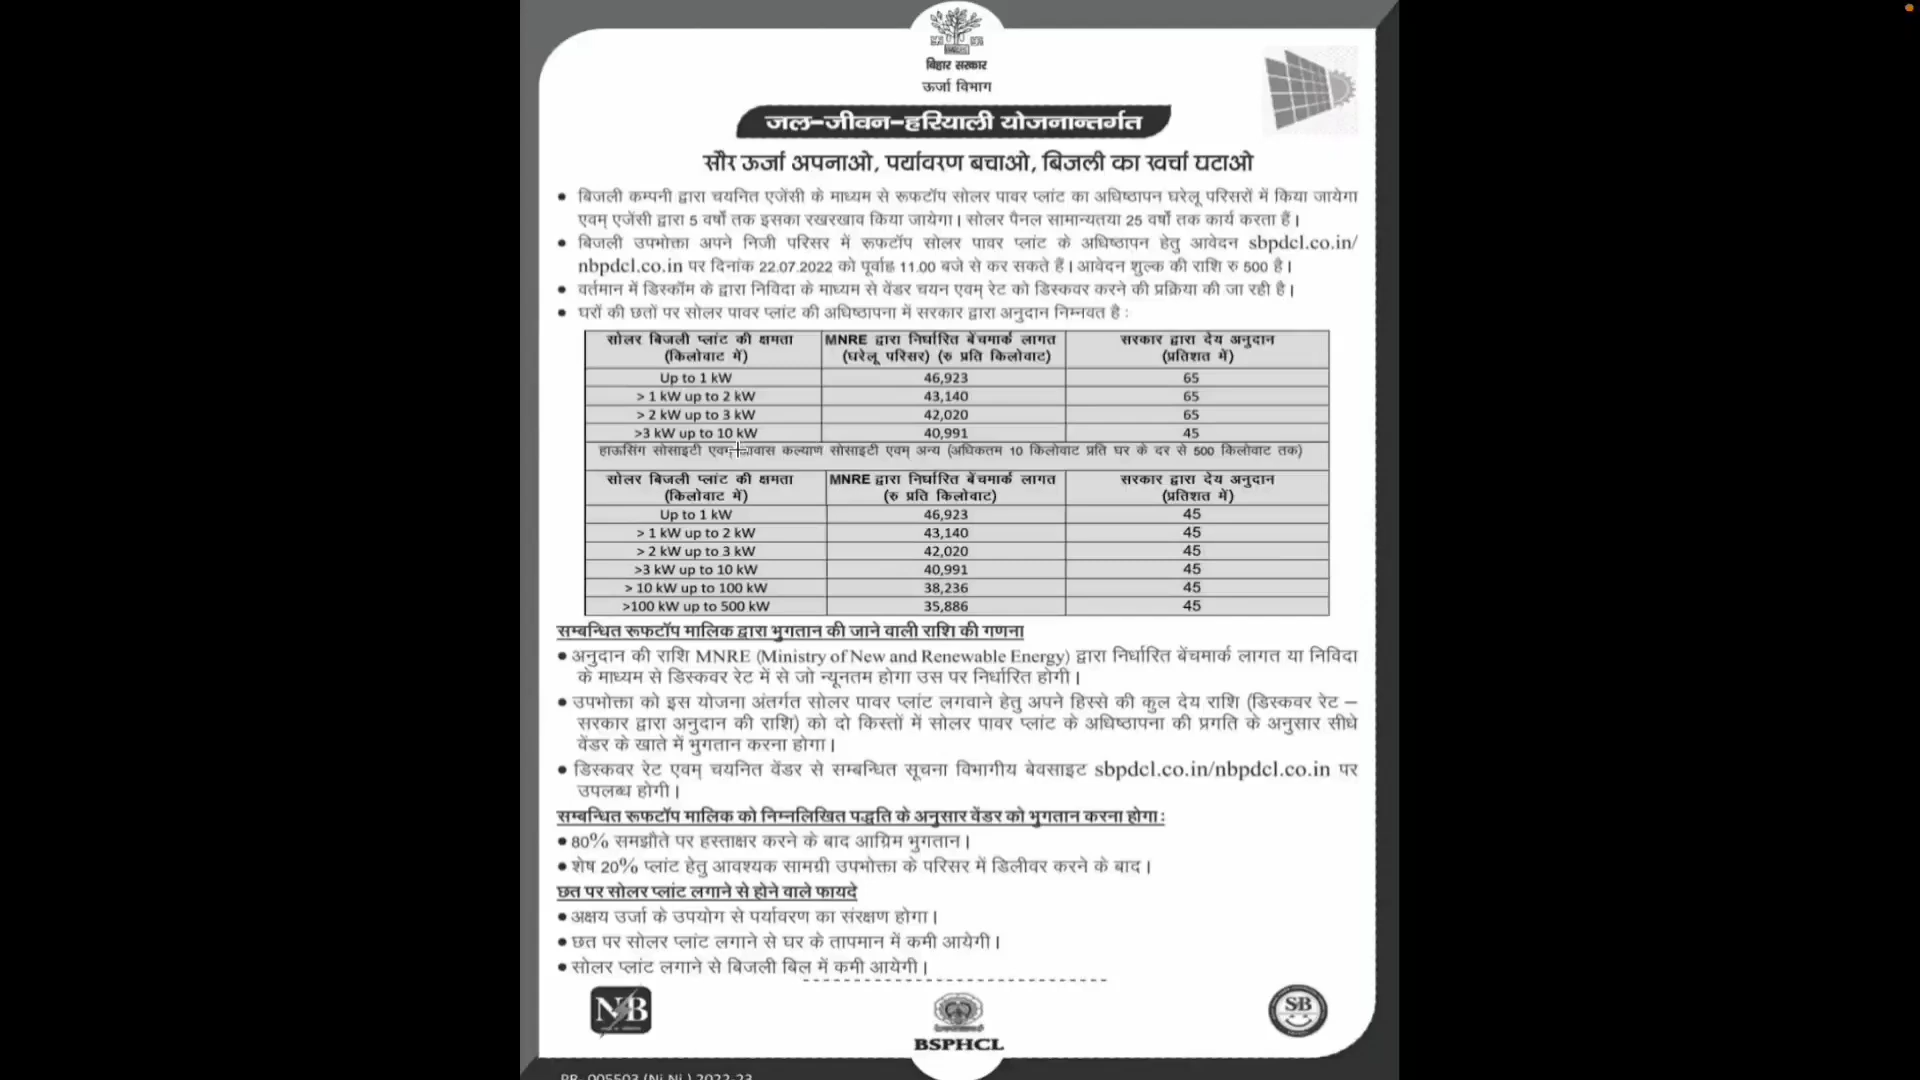 बिहार सरकार
ऊर्जा विभाग
जल-जीवन-हरियाली योजनान्तर्गत
सौर ऊर्जा अपनाओ, पर्यावरण बचाओ, बिजली का खर्चा घटाओ
• बिजली कम्पनी द्वारा चयनित एजेंसी के माध्यम से रूफटॉप सोलर पावर प्लांट का अधिष्ठापन घरेलू परिसरों में किया जायेगा
एवम् एजेंसी द्वारा 5 वर्षों तक इसका रखरखाव किया जायेगा। सोलर पैनल सामान्यतया 25 वर्षों तक कार्य करता हैं।
• बिजली उपभोक्ता अपने निजी परिसर में रूफटॉप सोलर पावर प्लांट के अधिष्ठापन हेतु आवेदन sbpdcl.co.in/
nbpdcl.co.in पर दिनांक 22.07.2022 को पूर्वाह्न 11.00 बजे से कर सकते हैं। आवेदन शुल्क की राशि रु 500 है।
• वर्तमान में डिस्कॉम के द्वारा निविदा के माध्यम से वेंडर चयन एवम् रेट को डिस्कवर करने की प्रक्रिया की जा रही है।
• घरों की छतों पर सोलर पावर प्लांट की अधिष्ठापना में सरकार द्वारा अनुदान निम्नवत है :
सोलर बिजली प्लांट की क्षमता (किलोवाट में) MNRE द्वारा निर्धारित बेंचमार्क लागत (घरेलू परिसर) (रु प्रति किलोवाट) सरकार द्वारा देय अनुदान (प्रतिशत में)
Up to 1 kW 46,923 65
> 1 kW up to 2 kW 43,140 65
> 2 kW up to 3 kW 42,020 65
>3 kW up to 10 kW 40,991 45
हाऊसिंग सोसाइटी एवम् आवास कल्याण सोसाइटी एवम् अन्य (अधिकतम 10 किलोवाट प्रति घर के दर से 500 किलोवाट तक)
सोलर बिजली प्लांट की क्षमता (किलोवाट में) MNRE द्वारा निर्धारित बेंचमार्क लागत (रु प्रति किलोवाट) सरकार द्वारा देय अनुदान (प्रतिशत में)
Up to 1 kW 46,923 45
> 1 kW up to 2 kW 43,140 45
> 2 kW up to 3 kW 42,020 45
>3 kW up to 10 kW 40,991 45
> 10 kW up to 100 kW 38,236 45
>100 kW up to 500 kW 35,886 45
सम्बन्धित रूफटॉप मालिक द्वारा भुगतान की जाने वाली राशि की गणना
• अनुदान की राशि MNRE (Ministry of New and Renewable Energy) द्वारा निर्धारित बेंचमार्क लागत या निविदा
के माध्यम से डिस्कवर रेट में से जो न्यूनतम होगा उस पर निर्धारित होगी।
• उपभोक्ता को इस योजना अंतर्गत सोलर पावर प्लांट लगवाने हेतु अपने हिस्से की कुल देय राशि (डिस्कवर रेट –
सरकार द्वारा अनुदान की राशि) को दो किस्तों में सोलर पावर प्लांट के अधिष्ठापना की प्रगति के अनुसार सीधे
वेंडर के खाते में भुगतान करना होगा।
• डिस्कवर रेट एवम् चयनित वेंडर से सम्बन्धित सूचना विभागीय बेवसाइट sbpdcl.co.in/nbpdcl.co.in पर
उपलब्ध होगी।
सम्बन्धित रूफटॉप मालिक को निम्नलिखित पद्धति के अनुसार वेंडर को भुगतान करना होगा:
• 80% समझौते पर हस्ताक्षर करने के बाद आग्रिम भुगतान।
• शेष 20% प्लांट हेतु आवश्यक सामग्री उपभोक्ता के परिसर में डिलीवर करने के बाद।
छत पर सोलर प्लांट लगाने से होने वाले फायदे
• अक्षय उर्जा के उपयोग से पर्यावरण का संरक्षण होगा।
• छत पर सोलर प्लांट लगाने से घर के तापमान में कमी आयेगी।
• सोलर प्लांट लगाने से बिजली बिल में कमी आयेगी।
NB
BSPHCL
SB
PR- 005503 (Ni.Ni.) 2022-23